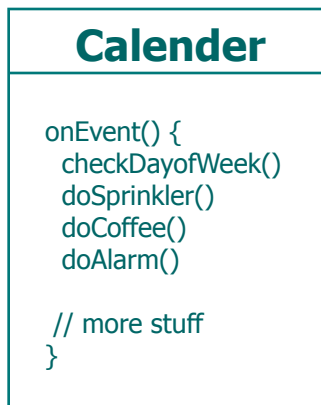 Calender
onEvent() {
checkDayofWeek()
doSprinkler()
doCoffee()
doAlarm()
// more stuff
}